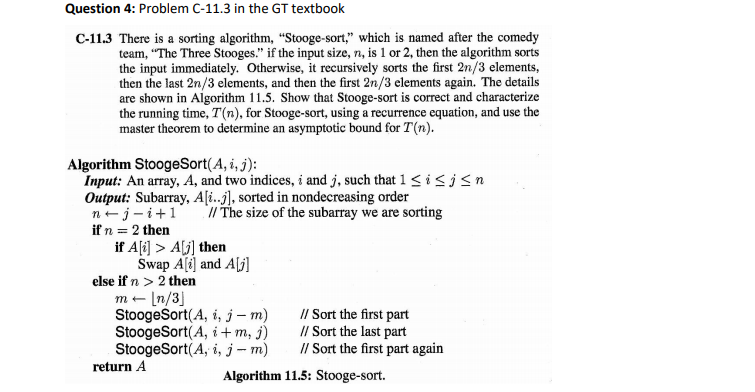 Question 4: Problem C-11.3 in the GT textbook
C-11.3 There is a sorting algorithm, “Stooge-sort,” which is named after the comedy
team, “The Three Stooges.” if the input size, n, is 1 or 2, then the algorithm sorts
the input immediately. Otherwise, it recursively sorts the first 2n/3 elements,
then the last 2n/3 elements, and then the first 2n/3 elements again. The details
are shown in Algorithm 11.5. Show that Stooge-sort is correct and characterize
the running time, T(n), for Stooge-sort, using a recurrence equation, and use the
master theorem to determine an asymptotic bound for T(n).
Algorithm StoogeSort(A, i, j):
Input: An array, A, and two indices, i and j, such that 1 ≤ i ≤ j ≤ n
Output: Subarray, A[i..j], sorted in nondecreasing order
n ← j − i + 1 // The size of the subarray we are sorting
if n = 2 then
if A[i] > A[j] then
Swap A[i] and A[j]
else if n > 2 then
m ← ⌊n/3⌋
StoogeSort(A, i, j − m) // Sort the first part
StoogeSort(A, i + m, j) // Sort the last part
StoogeSort(A, i, j − m) // Sort the first part again
return A
Algorithm 11.5: Stooge-sort.